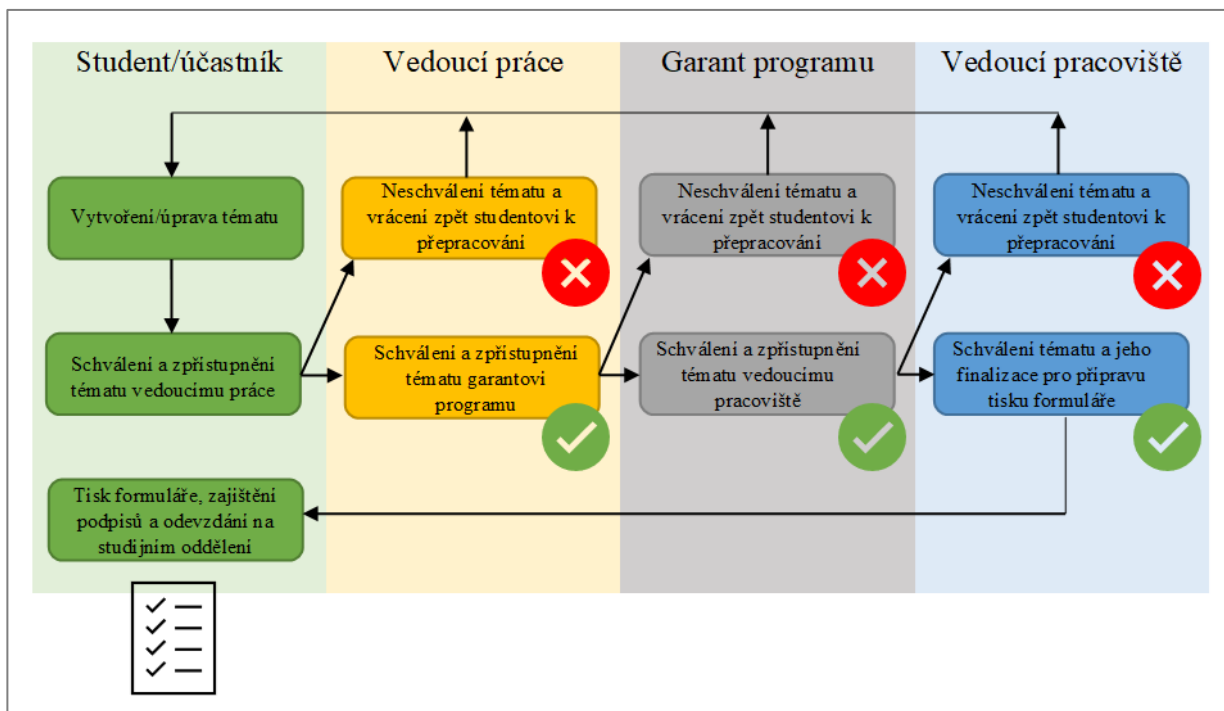 Student/účastník
Vedoucí práce
Garant programu
Vedoucí pracoviště
Vytvoření/úprava tématu
Neschválení tématu a
vrácení zpět studentovi k
přepracování
Neschválení tématu a
vrácení zpět studentovi k
přepracování
Neschválení tématu a
vrácení zpět studentovi k
přepracování
Schválení a zpřístupnění
tématu vedoucímu práce
Schválení a zpřístupnění
tématu garantovi
programu
Schválení a zpřístupnění
tématu vedoucímu
pracoviště
Schválení tématu a jeho
finalizace pro přípravu
tisku formuláře
Tisk formuláře, zajištění
podpisů a odevzdání na
studijním oddělení